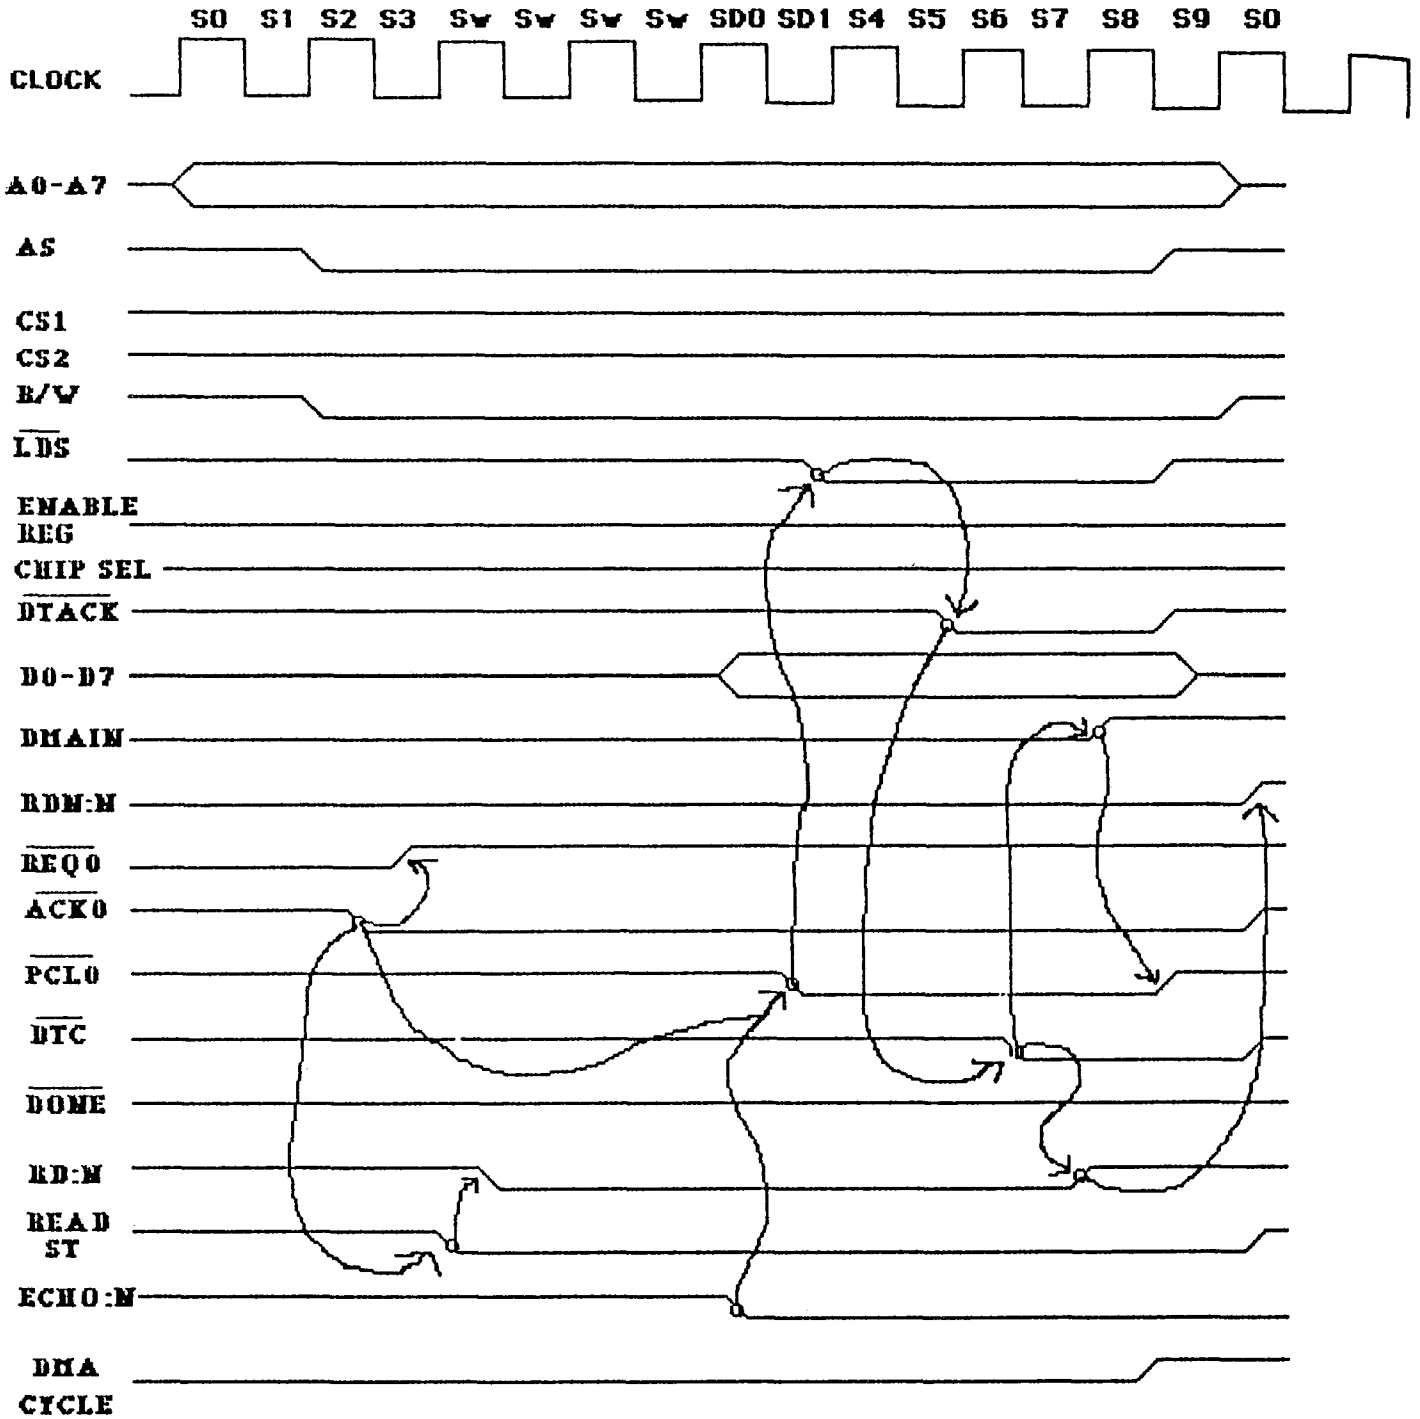 S0 S1 S2 S3 Sw Sw Sw Sw SD0 SD1 S4 S5 S6 S7 S8 S9 S0
CLOCK
A0-A7
AS
CS1
CS2
R/W
LDS
ENABLE
REG
CHIP SEL
DTACK
D0-D7
DMAIN
RDN:N
REQ0
ACK0
PCL0
DTC
DONE
RD:N
READ
ST
ECHO:N
DMA
CYCLE